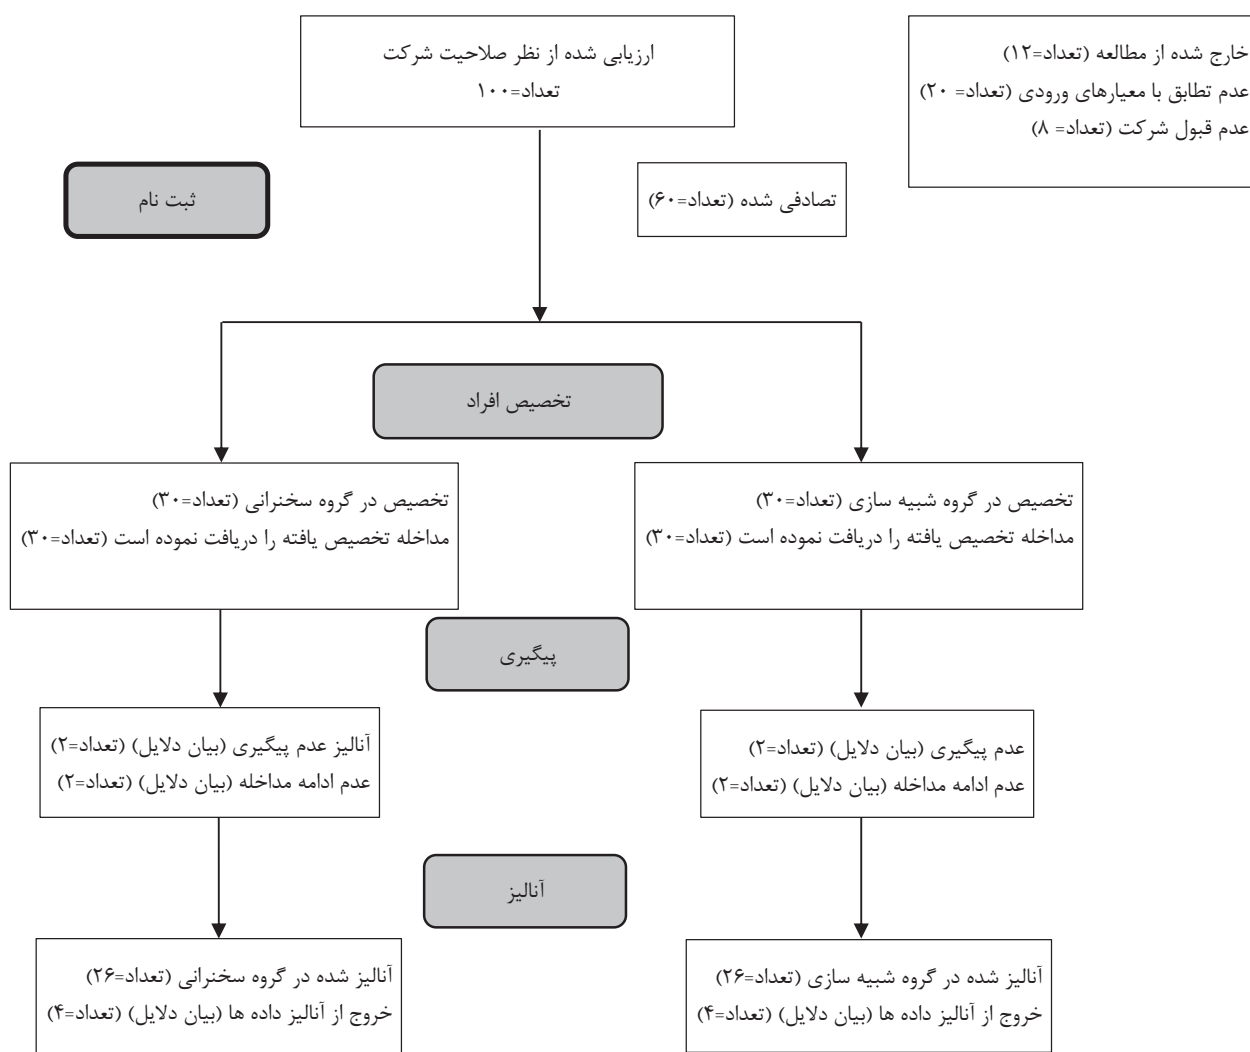 ارزیابی شده از نظر صلاحیت شرکت
تعداد=۱۰۰
خارج شده از مطالعه (تعداد=۱۲)
عدم تطابق با معیارهای ورودی (تعداد= ۲۰)
عدم قبول شرکت (تعداد= ۸)
ثبت نام
تصادفی شده (تعداد=۶۰)
تخصیص افراد
تخصیص در گروه شبیه سازی (تعداد=۳۰)
مداخله تخصیص یافته را دریافت نموده است (تعداد=۳۰)
تخصیص در گروه سخنرانی (تعداد=۳۰)
مداخله تخصیص یافته را دریافت نموده است (تعداد=۳۰)
پیگیری
عدم پیگیری (بیان دلایل) (تعداد=۲)
عدم ادامه مداخله (بیان دلایل) (تعداد=۲)
آنالیز عدم پیگیری (بیان دلایل) (تعداد=۲)
عدم ادامه مداخله (بیان دلایل) (تعداد=۲)
آنالیز
آنالیز شده در گروه شبیه سازی (تعداد=۲۶)
خروج از آنالیز داده ها (بیان دلایل) (تعداد=۴)
آنالیز شده در گروه سخنرانی (تعداد=۲۶)
خروج از آنالیز داده ها (بیان دلایل) (تعداد=۴)